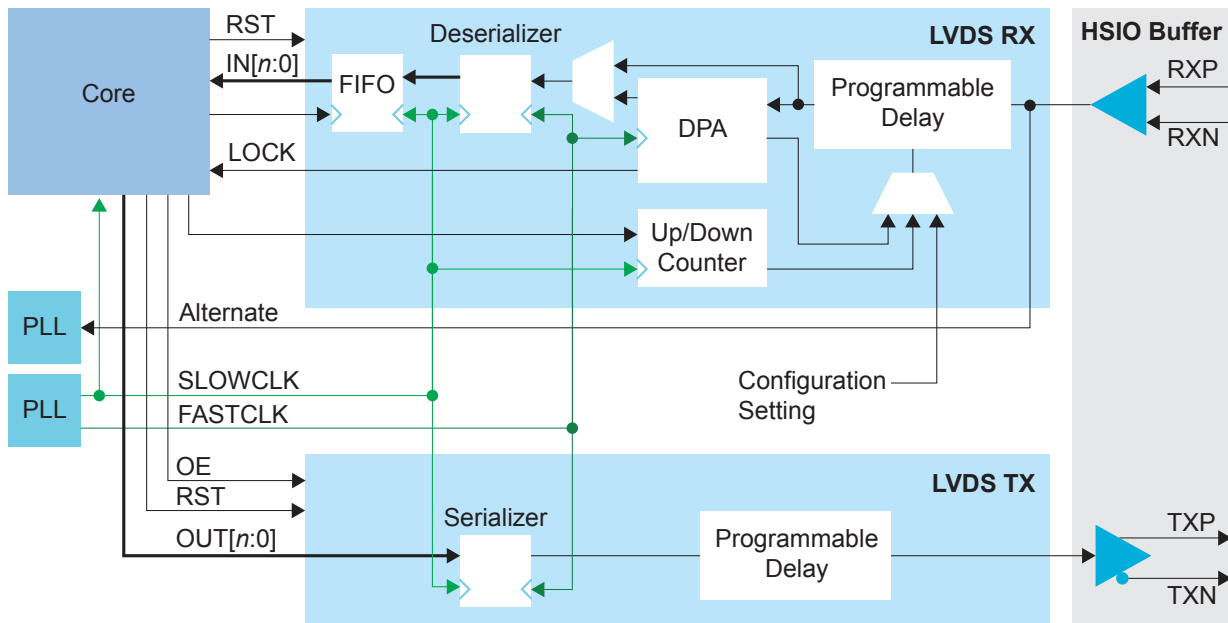 RST
Deserializer
LVDS RX
HSIO Buffer
IN[n:0]
RXP
Core
FIFO
Programmable
Delay
DPA
RXN
LOCK
Up/Down
Counter
Alternate
PLL
SLOWCLK
Configuration
Setting
PLL
FASTCLK
OE
LVDS TX
RST
Serializer
TXP
OUT[n:0]
Programmable
Delay
TXN